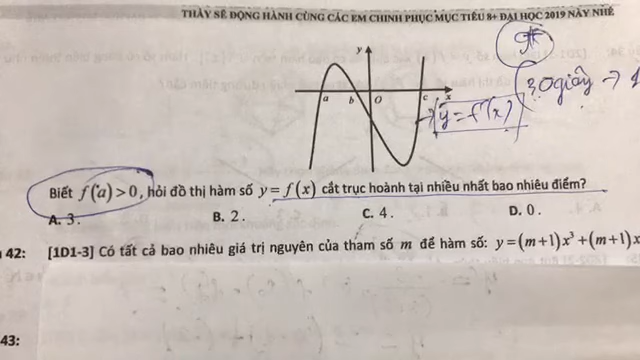 THẦY SẼ ĐỒNG HÀNH CÙNG CÁC EM CHINH PHỤC MỤC TIÊU 8+ ĐẠI HỌC 2019 NÀY NHÉ
y
a b O c x
y = f'(x)
30giây → 1
Biết f(a) > 0, hỏi đồ thị hàm số y = f(x) cắt trục hoành tại nhiều nhất bao nhiêu điểm?
A. 3. B. 2. C. 4. D. 0.
42: [1D1-3] Có tất cả bao nhiêu giá trị nguyên của tham số m để hàm số: y = (m+1)x³ + (m+1)x
43: